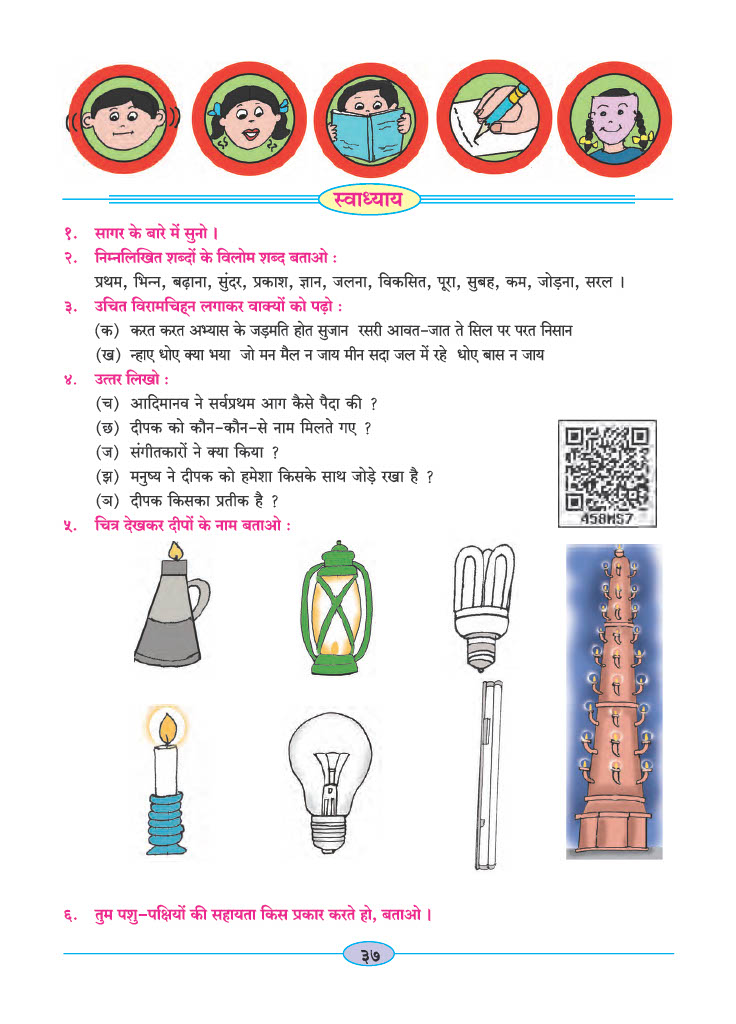 स्वाध्याय
१. सागर के बारे में सुनो ।
२. निम्नलिखित शब्दों के विलोम शब्द बताओ :
प्रथम, भिन्न, बढ़ाना, सुंदर, प्रकाश, ज्ञान, जलना, विकसित, पूरा, सुबह, कम, जोड़ना, सरल ।
३. उचित विरामचिह्न लगाकर वाक्यों को पढ़ो :
(क) करत करत अभ्यास के जड़मति होत सुजान रसरी आवत-जात ते सिल पर परत निसान
(ख) न्हाए धोए क्या भया जो मन मैल न जाय मीन सदा जल में रहे धोए बास न जाय
४. उत्तर लिखो :
(च) आदिमानव ने सर्वप्रथम आग कैसे पैदा की ?
(छ) दीपक को कौन-कौन-से नाम मिलते गए ?
(ज) संगीतकारों ने क्या किया ?
(झ) मनुष्य ने दीपक को हमेशा किसके साथ जोड़े रखा है ?
(ञ) दीपक किसका प्रतीक है ?
458MS7
५. चित्र देखकर दीपों के नाम बताओ :
६. तुम पशु-पक्षियों की सहायता किस प्रकार करते हो, बताओ ।
३७